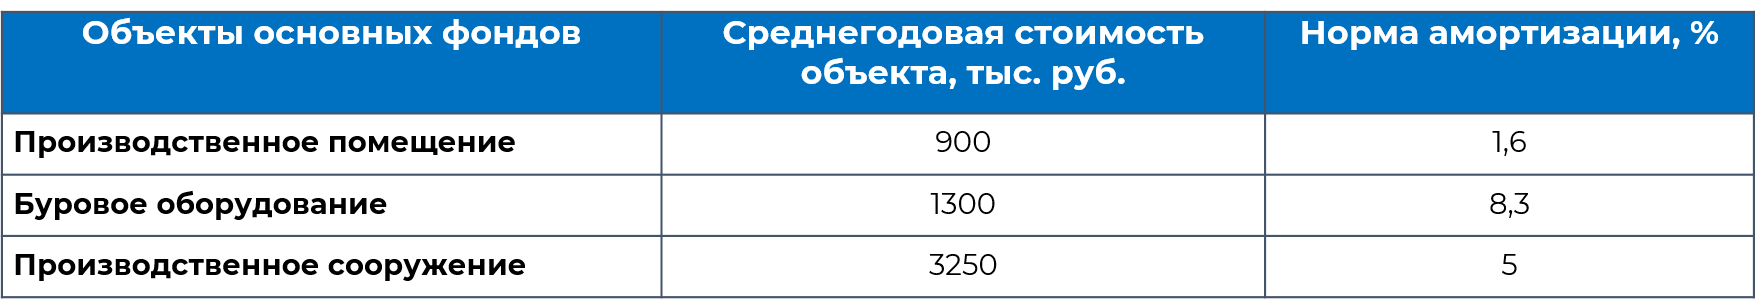 Объекты основных фондов
Среднегодовая стоимость
объекта, тыс. руб.
Норма амортизации, %
Производственное помещение
900
1,6
Буровое оборудование
1300
8,3
Производственное сооружение
3250
5